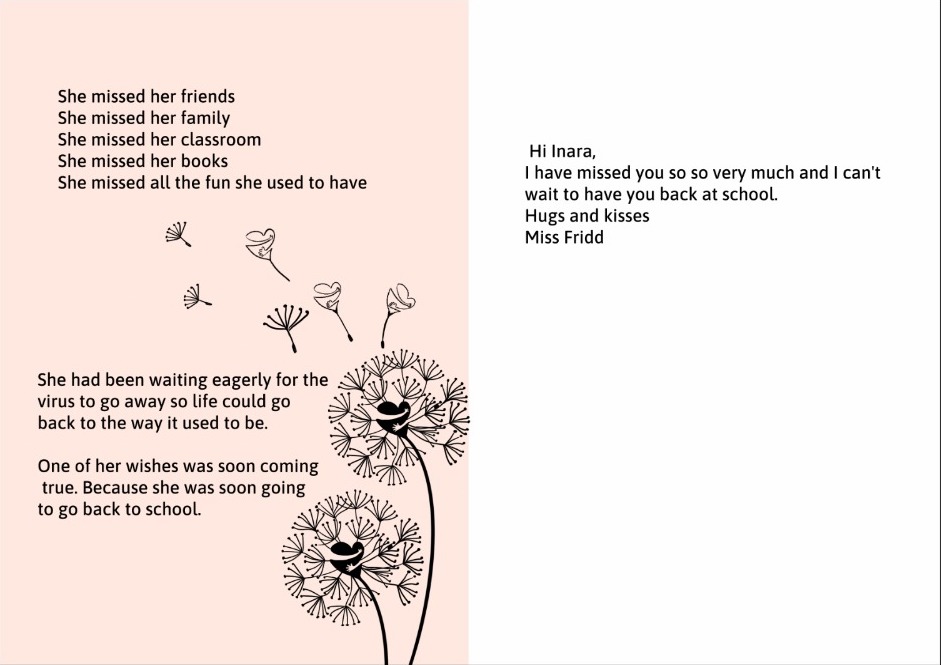 She missed her friends
She missed her family
She missed her classroom
She missed her books
She missed all the fun she used to have
She had been waiting eagerly for the
virus to go away so life could go
back to the way it used to be.
One of her wishes was soon coming
true. Because she was soon going
to go back to school.
Hi Inara,
I have missed you so so very much and I can't
wait to have you back at school.
Hugs and kisses
Miss Fridd